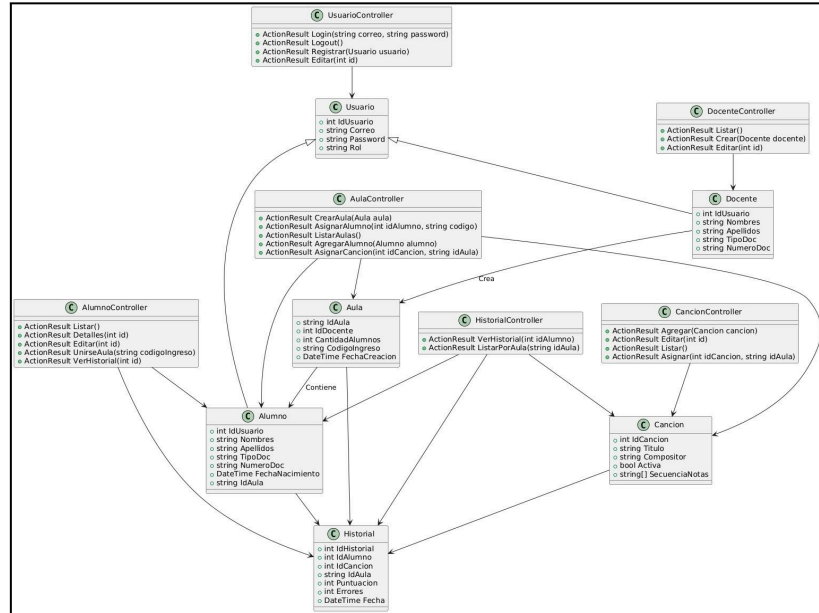 C UsuarioController
ActionResult Login(string correo, string password)
ActionResult Logout()
ActionResult Registrar(Usuario usuario)
ActionResult Editar(int id)
C Usuario
int IdUsuario
string Correo
string Password
string Rol
C DocenteController
ActionResult Listar()
ActionResult Crear(Docente docente)
ActionResult Editar(int id)
C AulaController
ActionResult CrearAula(Aula aula)
ActionResult AsignarAlumno(int idAlumno, string codigo)
ActionResult ListarAulas()
ActionResult AgregarAlumno(Alumno alumno)
ActionResult AsignarCancion(int idCancion, string idAula)
C Docente
int IdUsuario
string Nombres
string Apellidos
string TipoDoc
string NumeroDoc
Crea
C AlumnoController
ActionResult Listar()
ActionResult Detalles(int id)
ActionResult Editar(int id)
ActionResult UnirseAula(string codigoIngreso)
ActionResult VerHistorial(int id)
C Aula
string IdAula
int IdDocente
int CantidadAlumnos
string CodigoIngreso
DateTime FechaCreacion
C HistorialController
ActionResult VerHistorial(int idAlumno)
ActionResult ListarPorAula(string idAula)
C CancionController
ActionResult Agregar(Cancion cancion)
ActionResult Editar(int id)
ActionResult Listar()
ActionResult Asignar(int idCancion, string idAula)
Contiene
C Alumno
int IdUsuario
string Nombres
string Apellidos
string TipoDoc
string NumeroDoc
DateTime FechaNacimiento
string IdAula
C Cancion
int IdCancion
string Titulo
string Compositor
bool Activa
string[] SecuenciaNotas
C Historial
int IdHistorial
int IdAlumno
int IdCancion
string IdAula
int Puntuacion
int Errores
DateTime Fecha